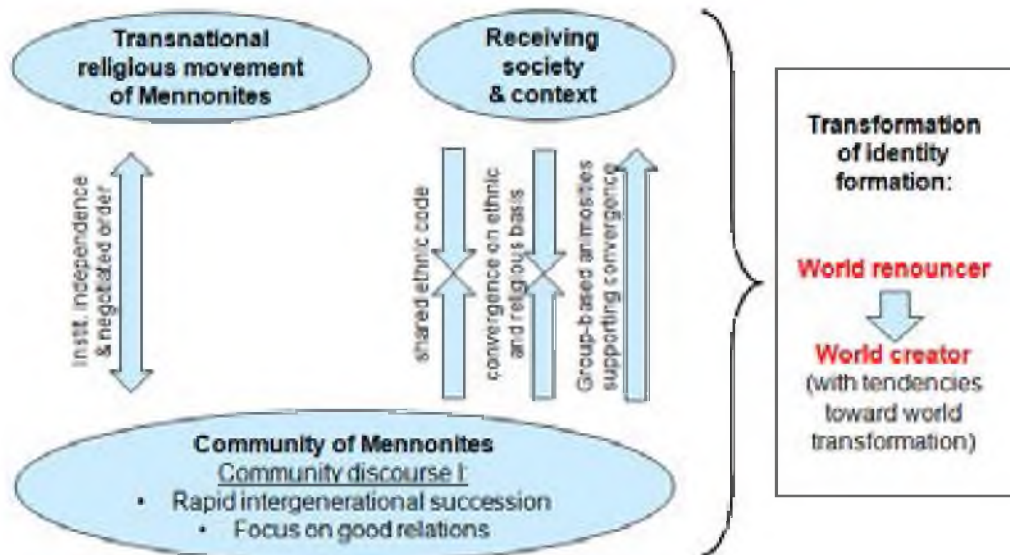 Transnational
religious movement
of Mennonites
Receiving
society
& context
Instit. independence
& negotiated order
shared ethnic code
convergence on ethnic
and religious basis
Group-based animosities
supporting convergence
Community of Mennonites
Community discourse I:
• Rapid intergenerational succession
• Focus on good relations
Transformation
of identity
formation:
World renouncer
World creator
(with tendencies
toward world
transformation)